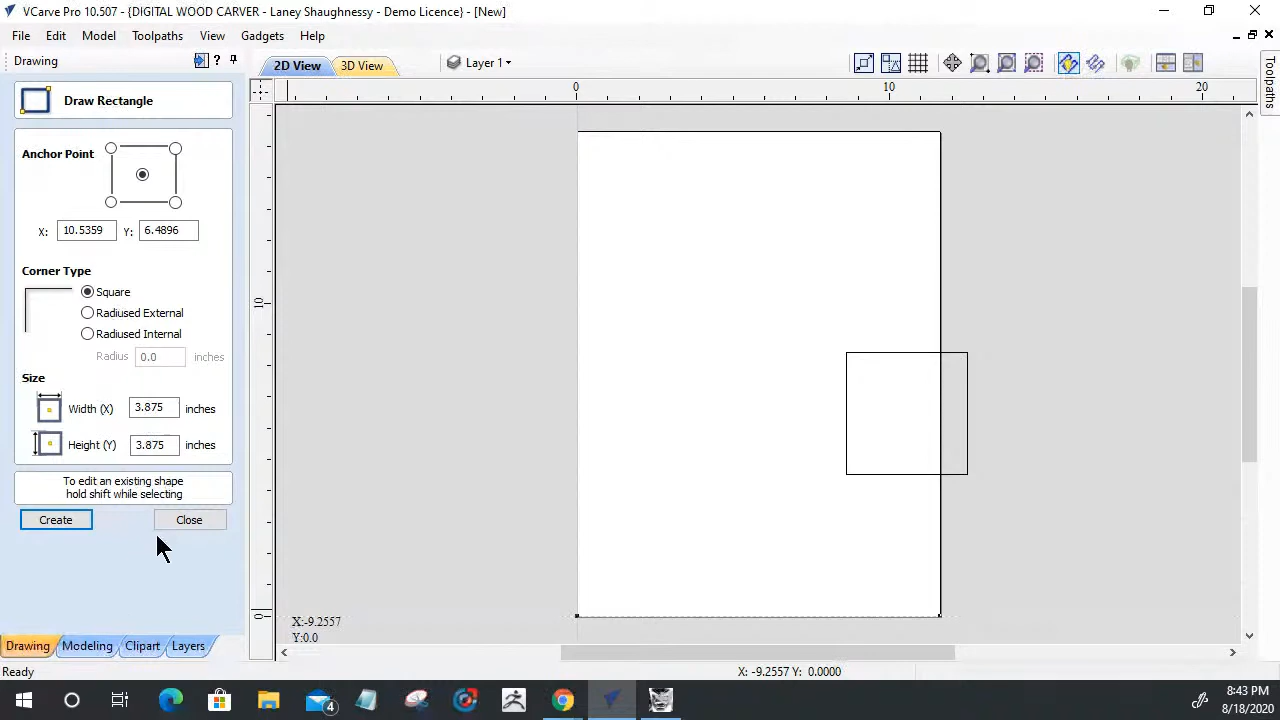 VCarve Pro 10.507 - {DIGITAL WOOD CARVER - Laney Shaughnessy - Demo Licence} - [New]
File Edit Model Toolpaths View Gadgets Help
Drawing ?
2D View 3D View Layer 1
Toolpaths
Draw Rectangle
0 10 20
Anchor Point
X: 10.5359 Y: 6.4896
Corner Type
Square
Radiused External
Radiused Internal
Radius 0.0 inches
10
Size
Width (X) 3.875 inches
Height (Y) 3.875 inches
To edit an existing shape
hold shift while selecting
Create Close
0
X:-9.2557
Y:0.0
Drawing Modeling Clipart Layers
Ready X: -9.2557 Y: 0.0000
4
8:43 PM
8/18/2020